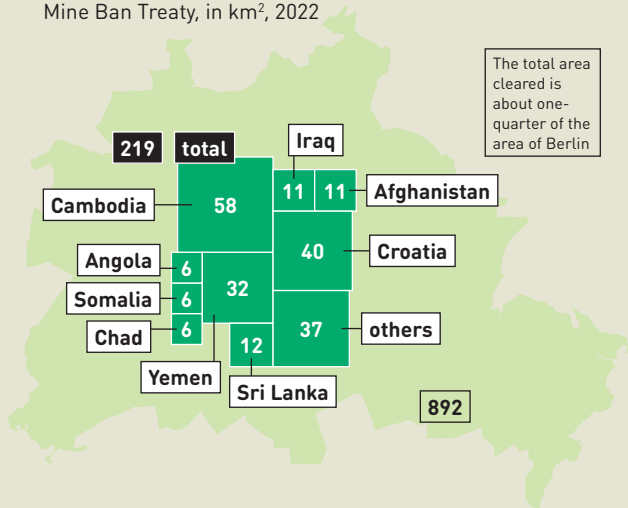 Mine Ban Treaty, in km², 2022
The total area
cleared is
about one-
quarter of the
area of Berlin
219 total
Iraq
11 11
Afghanistan
Cambodia
58
Croatia
40
Angola
6
32
Somalia
6
Chad
6
37
others
12
Yemen
Sri Lanka
892